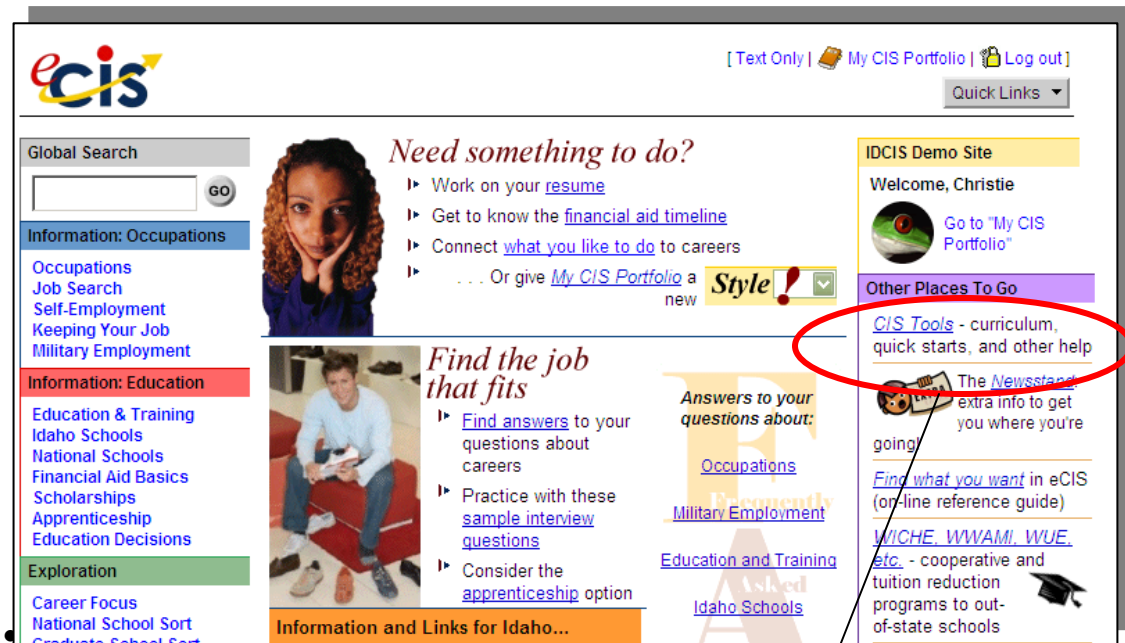 eCIS
[ Text Only | My CIS Portfolio | Log out ]
Quick Links
Global Search
GO
Information: Occupations
Occupations
Job Search
Self-Employment
Keeping Your Job
Military Employment
Information: Education
Education & Training
Idaho Schools
National Schools
Financial Aid Basics
Scholarships
Apprenticeship
Education Decisions
Exploration
Career Focus
National School Sort
Graduate School Sort
Need something to do?
Work on your resume
Get to know the financial aid timeline
Connect what you like to do to careers
. . . Or give My CIS Portfolio a
new
Style!
Find the job
that fits
Find answers to your
questions about
careers
Practice with these
sample interview
questions
Consider the
apprenticeship option
Information and Links for Idaho...
Answers to your
questions about:
Occupations
Frequently
Military Employment
Education and Training
Asked
Idaho Schools
IDCIS Demo Site
Welcome, Christie
Go to "My CIS
Portfolio"
Other Places To Go
CIS Tools - curriculum,
quick starts, and other help
EXTRA
The Newsstand:
extra info to get
you where you're
going!
Find what you want in eCIS
(on-line reference guide)
WICHE, WWAMI, WUE,
etc. - cooperative and
tuition reduction
programs to out-
of-state schools